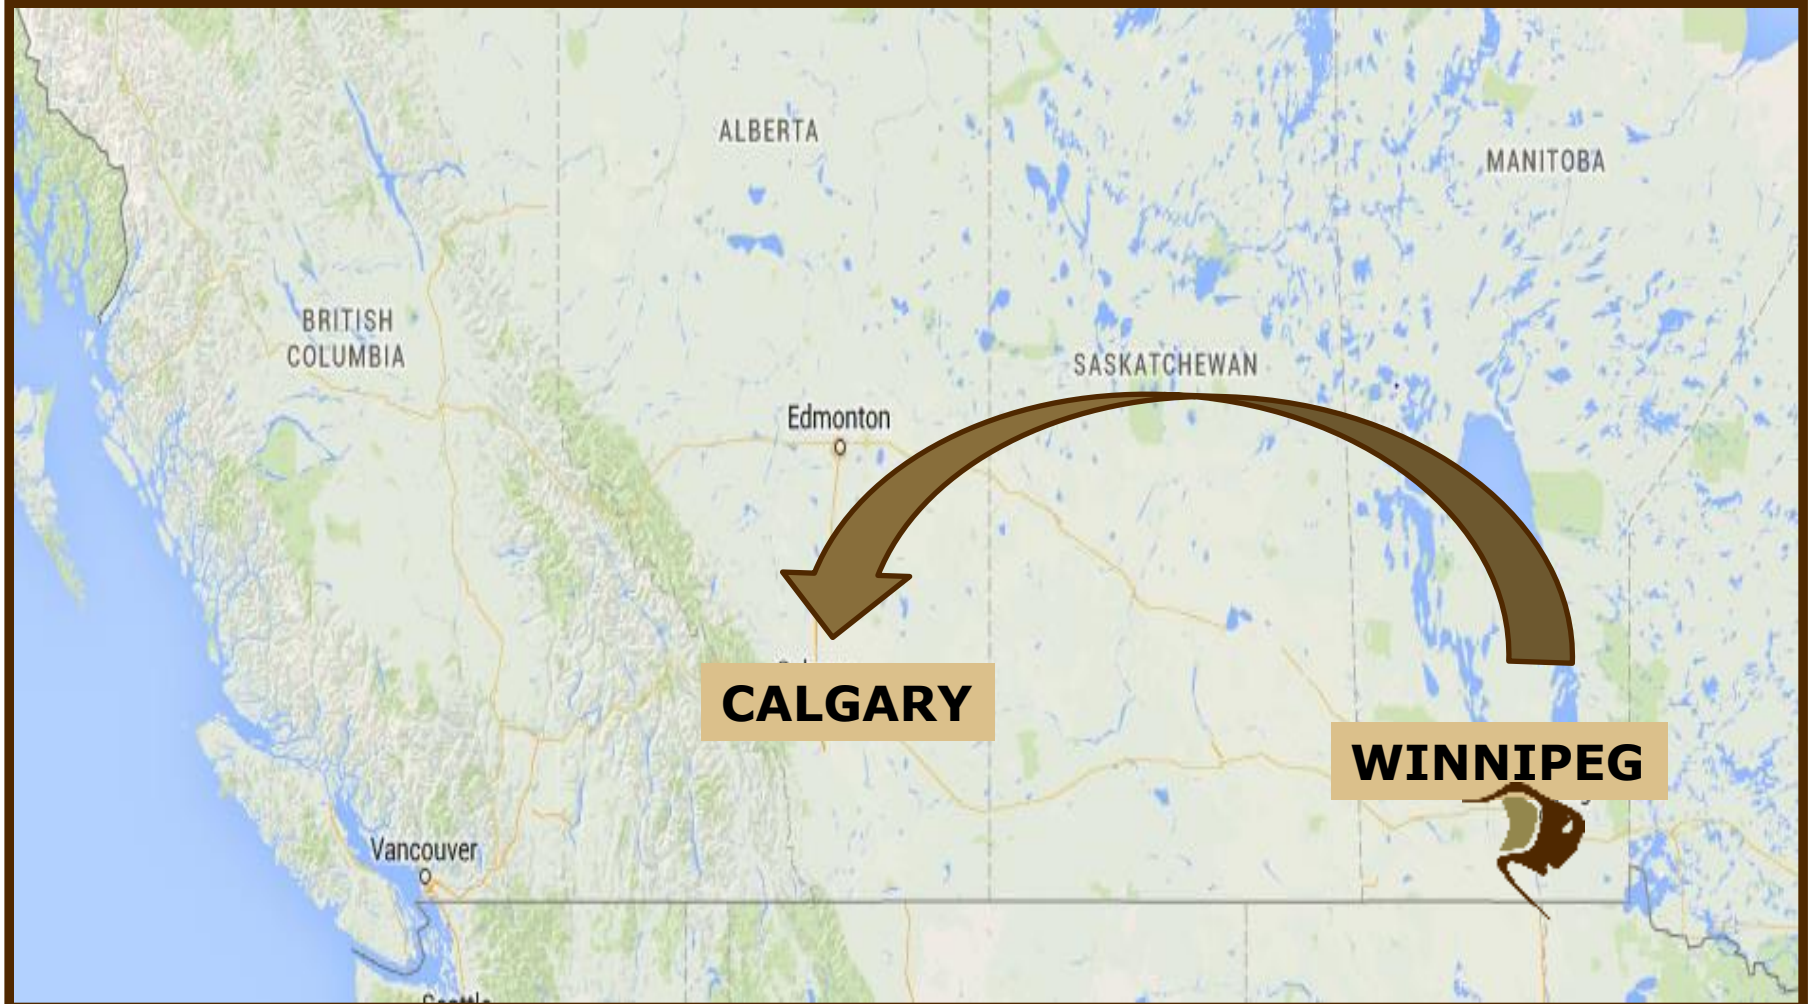 ALBERTA
MANITOBA
BRITISH
COLUMBIA
SASKATCHEWAN
Edmonton
CALGARY
WINNIPEG
Vancouver